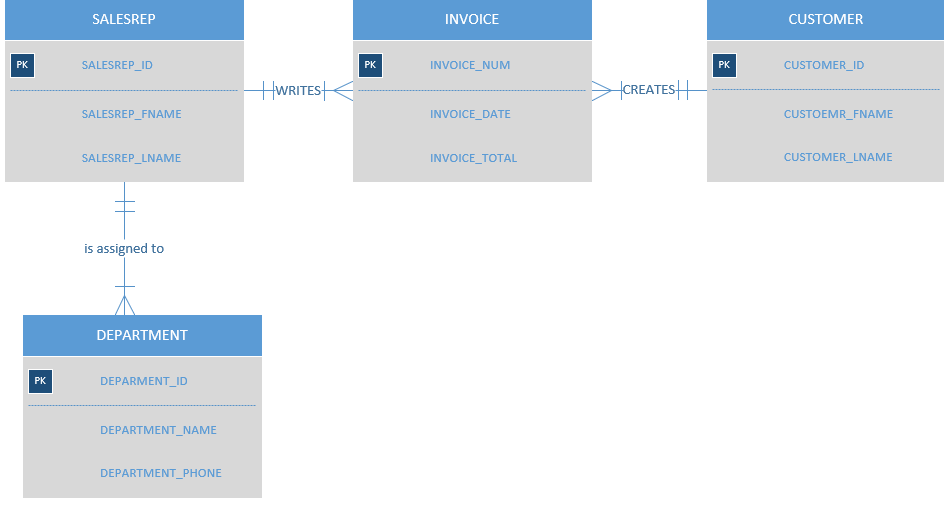 SALESREP
PK SALESREP_ID
SALESREP_FNAME
SALESREP_LNAME
WRITES
INVOICE
PK INVOICE_NUM
INVOICE_DATE
INVOICE_TOTAL
CREATES
CUSTOMER
PK CUSTOMER_ID
CUSTOEMR_FNAME
CUSTOMER_LNAME
is assigned to
DEPARTMENT
PK DEPARMENT_ID
DEPARTMENT_NAME
DEPARTMENT_PHONE